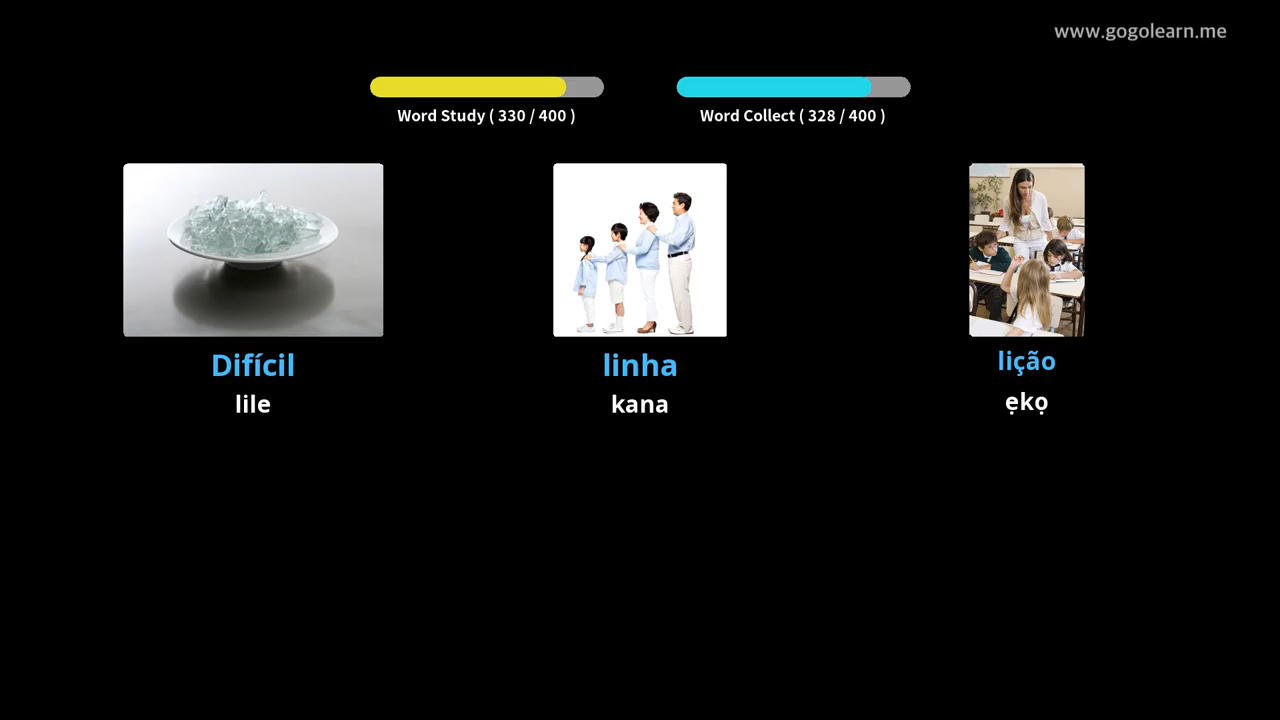 www.gogolearn.me
Word Study ( 330 / 400 )
Word Collect ( 328 / 400 )
Difícil
lile
linha
kana
lição
ẹkọ